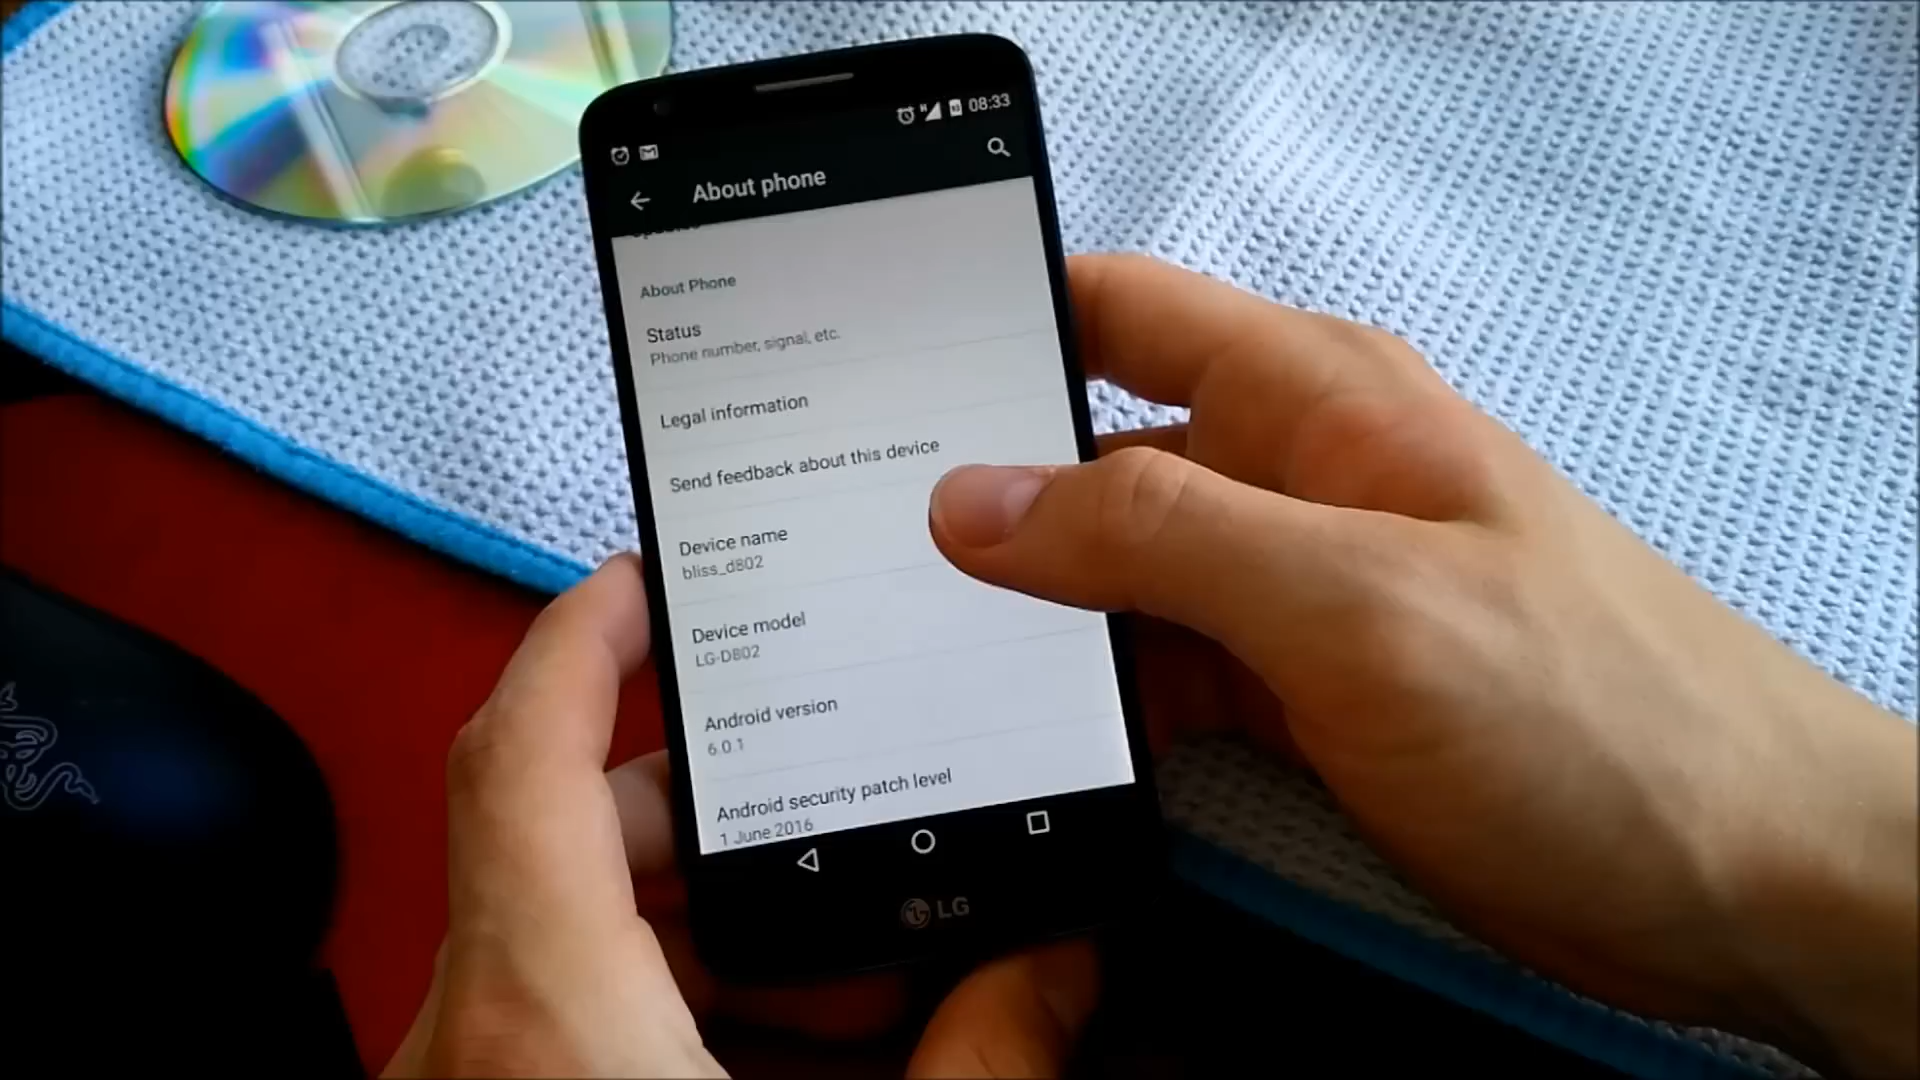 08:33
About phone
About Phone
Status
Phone number, signal, etc.
Legal information
Send feedback about this device
Device name
bliss_d802
Device model
LG-D802
Android version
6.0.1
Android security patch level
1 June 2016
LG